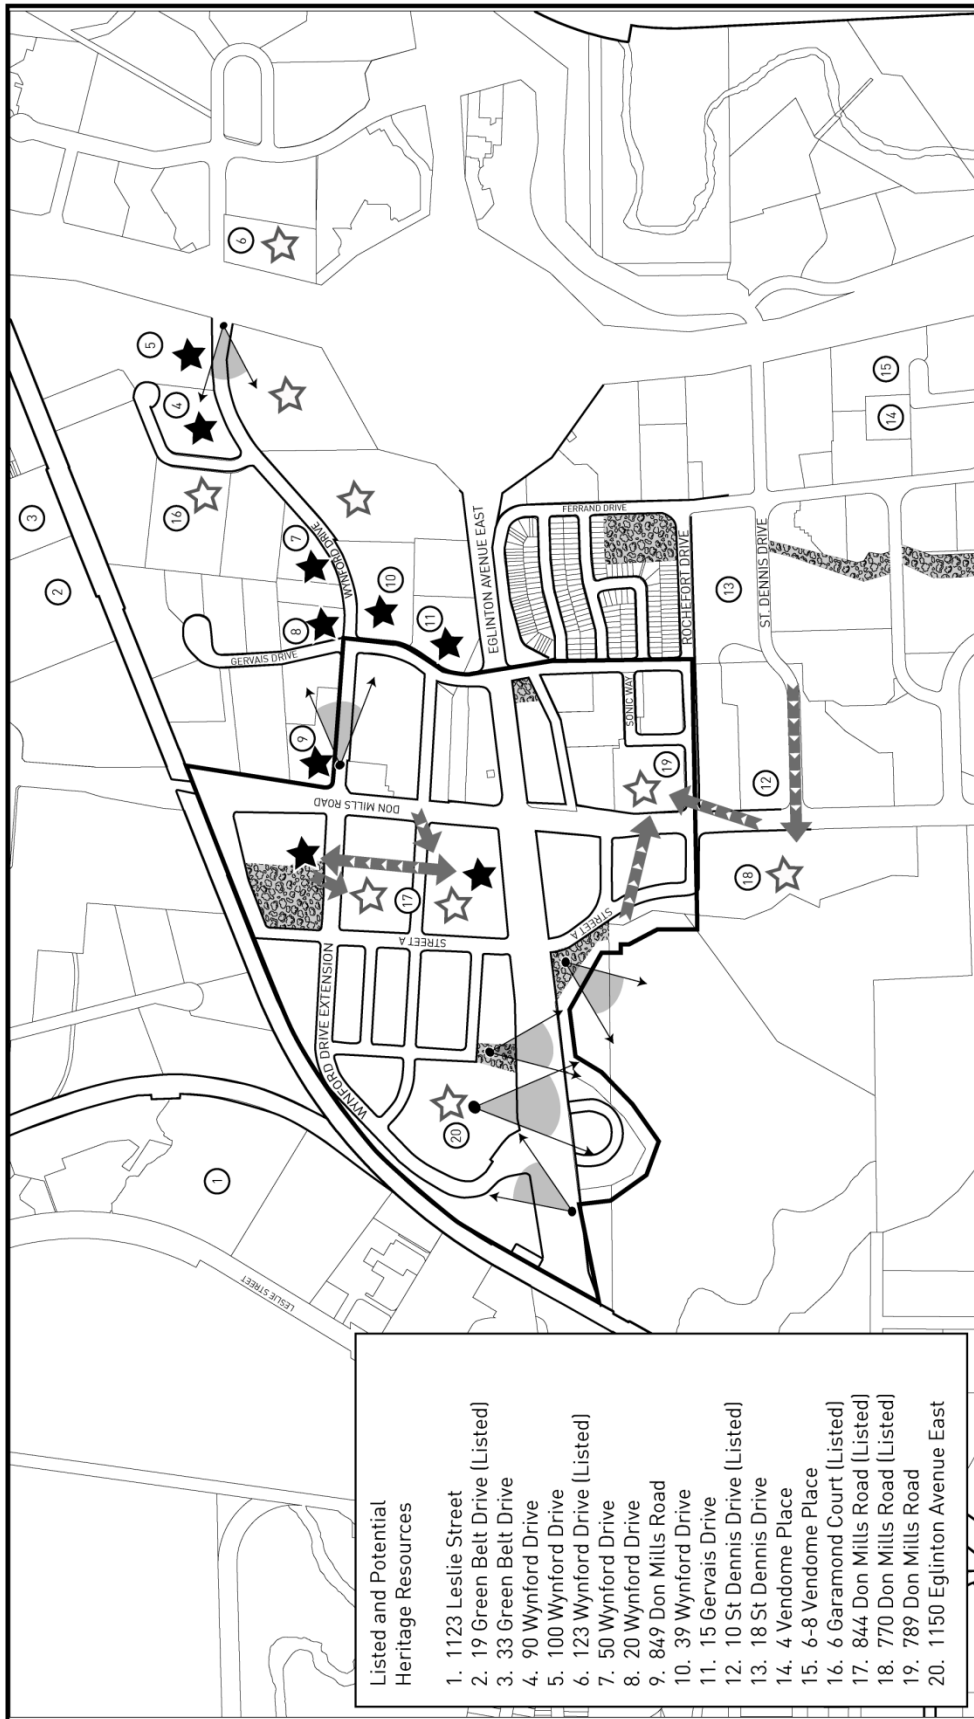 Listed and Potential
Heritage Resources
1. 1123 Leslie Street
2. 19 Green Belt Drive (Listed)
3. 33 Green Belt Drive
4. 90 Wynford Drive
5. 100 Wynford Drive
6. 123 Wynford Drive (Listed)
7. 50 Wynford Drive
8. 20 Wynford Drive
9. 849 Don Mills Road
10. 39 Wynford Drive
11. 15 Gervais Drive
12. 10 St Dennis Drive (Listed)
13. 18 St Dennis Drive
14. 4 Vendome Place
15. 6-8 Vendome Place
16. 6 Garamond Court (Listed)
17. 844 Don Mills Road (Listed)
18. 770 Don Mills Road (Listed)
19. 789 Don Mills Road
20. 1150 Eglinton Avenue East
LESLIE STREET
WYNFORD DRIVE EXTENSION
STREET A
STREET A
DON MILLS ROAD
GERVAIS DRIVE
WYNFORD DRIVE
EGLINTON AVENUE EAST
FERRAND DRIVE
ROCHEFORT DRIVE
SONIC WAY
ST. DENNIS DRIVE
1
2
3
4
5
6
7
8
9
10
11
12
13
14
15
16
17
18
19
20